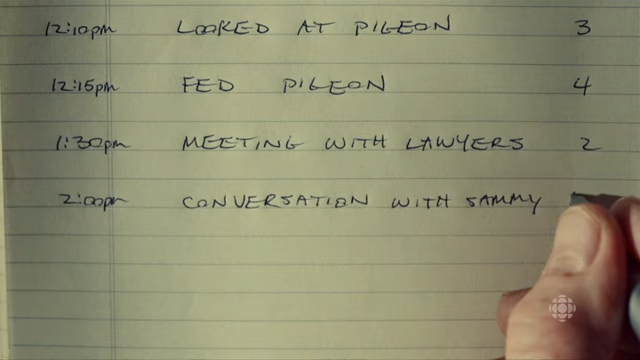 12:10pm LOOKED AT PIGEON 3
12:15pm FED PIGEON 4
1:30pm MEETING WITH LAWYERS 2
2:00pm CONVERSATION WITH SAMMY